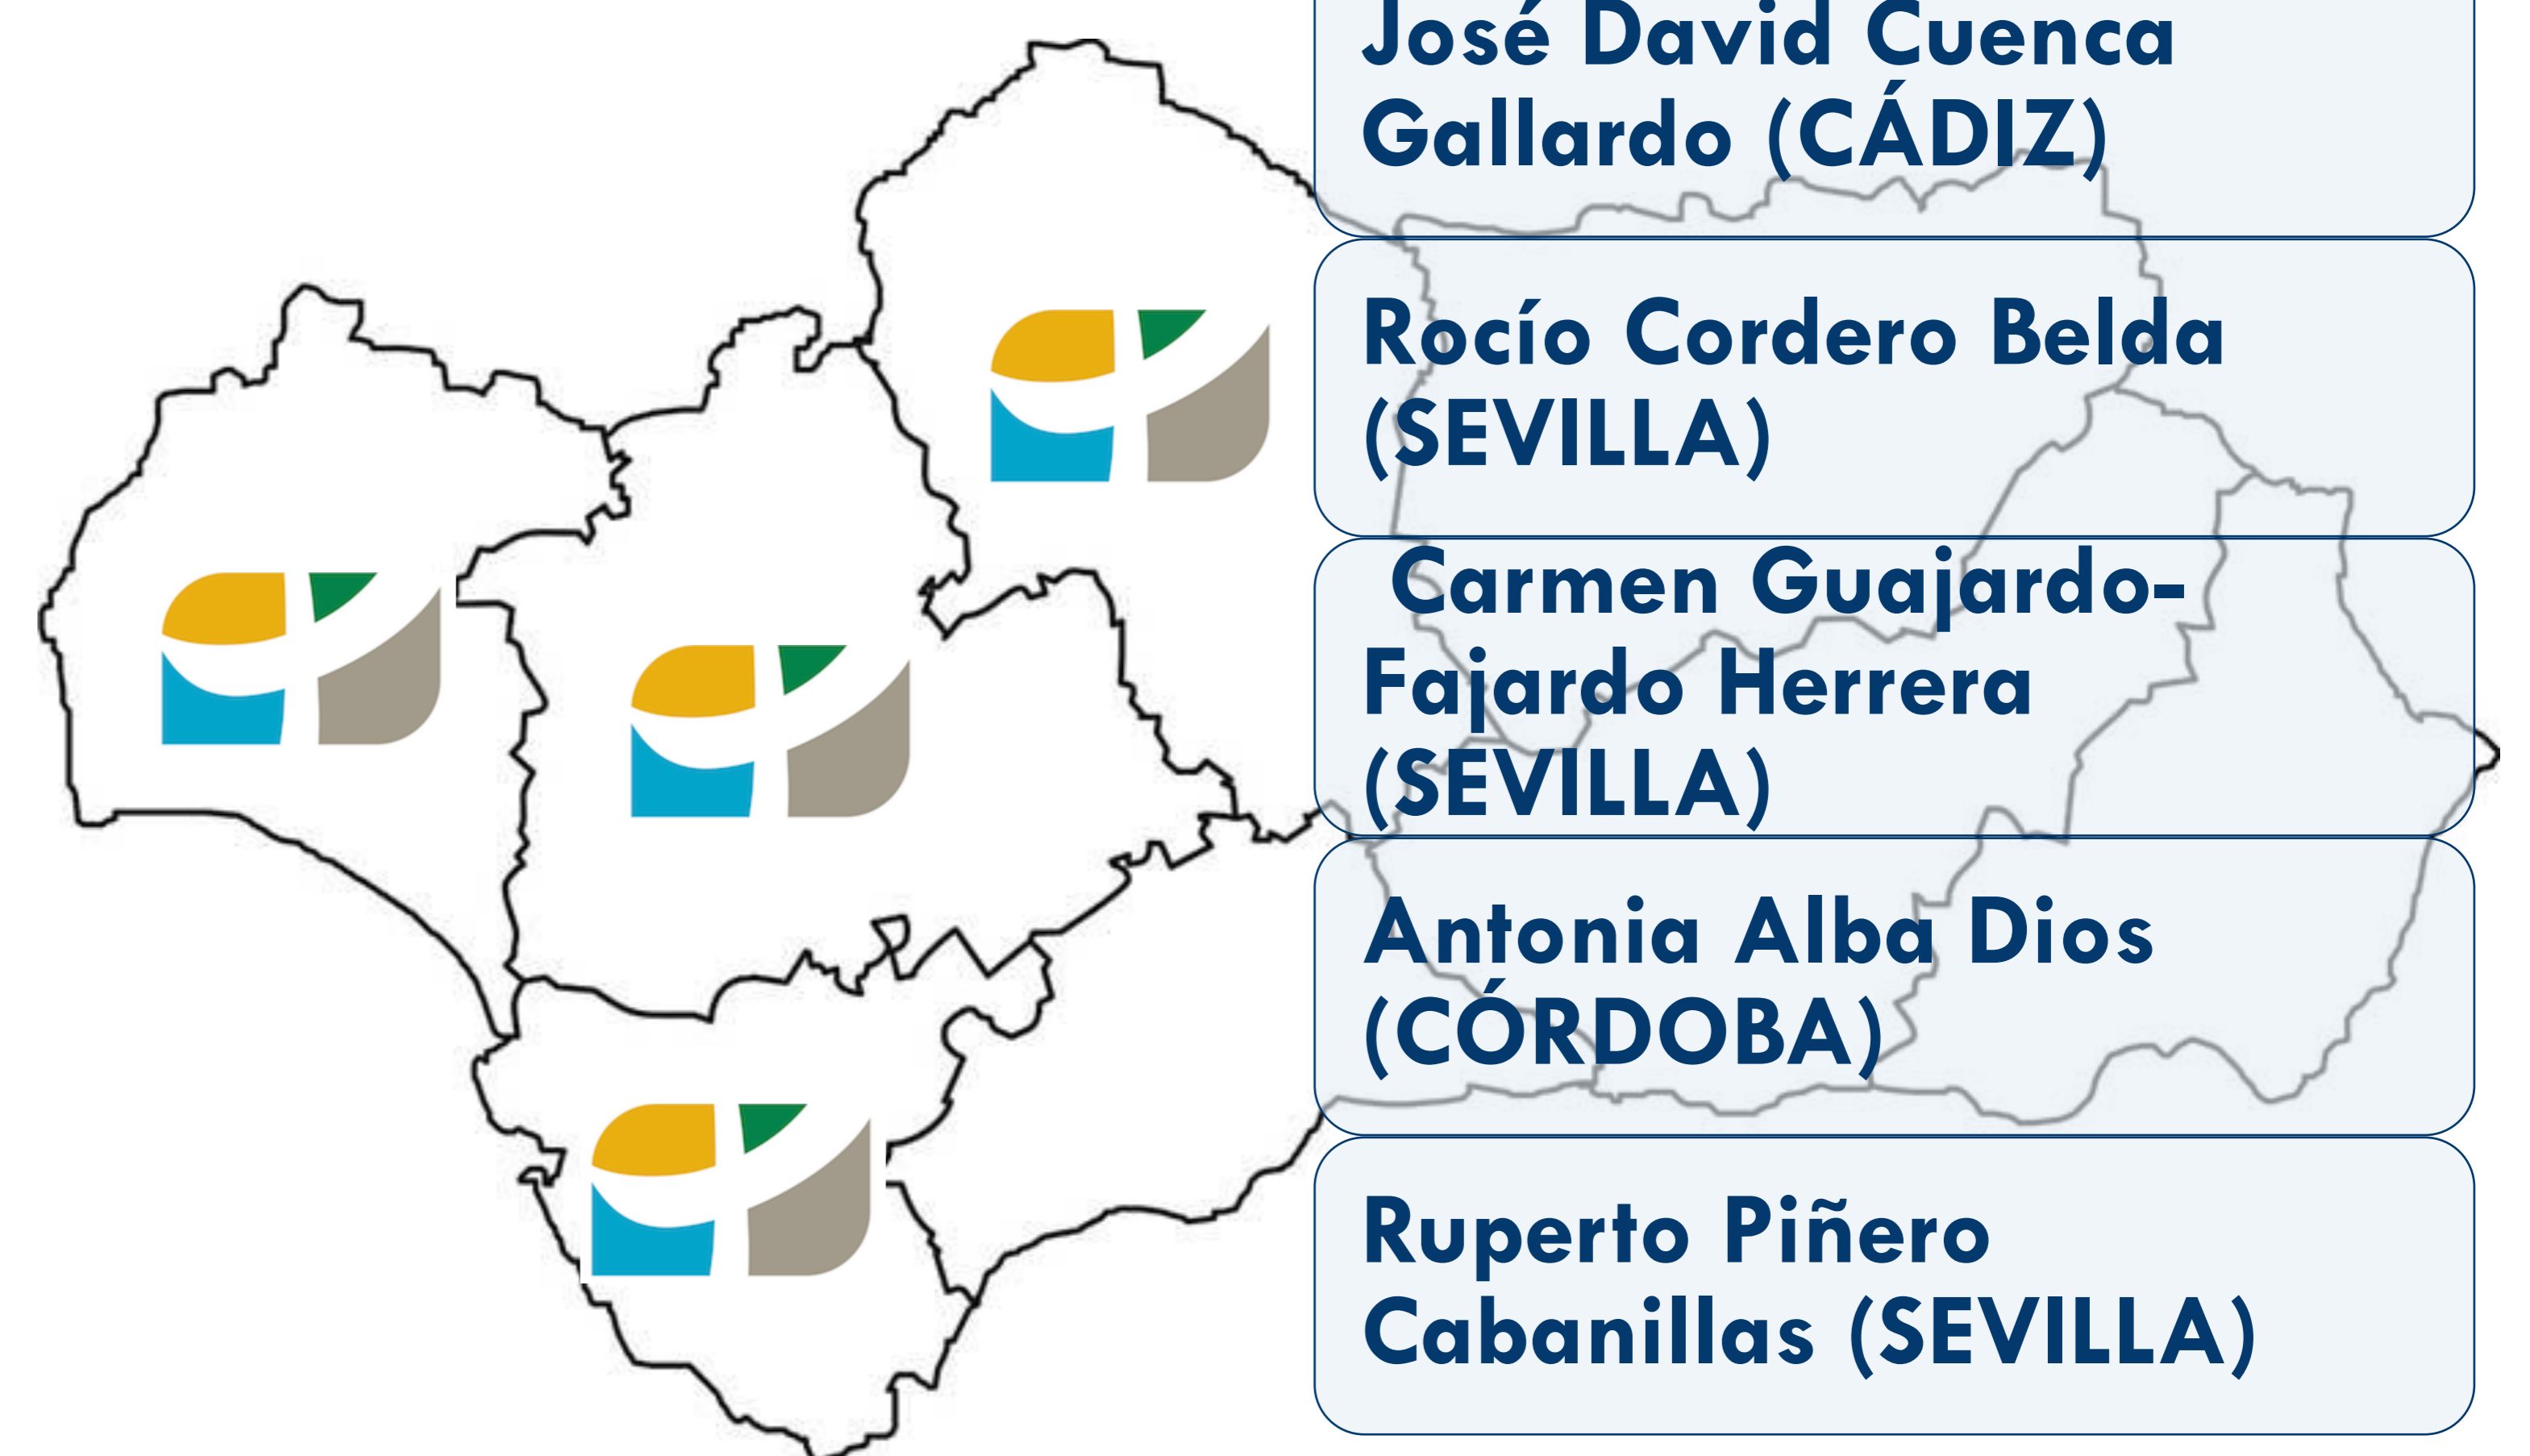 José David Cuenca
Gallardo (CÁDIZ)
Rocío Cordero Belda
(SEVILLA)
Carmen Guajardo-
Fajardo Herrera
(SEVILLA)
Antonia Alba Dios
(CÓRDOBA)
Ruperto Piñero
Cabanillas (SEVILLA)